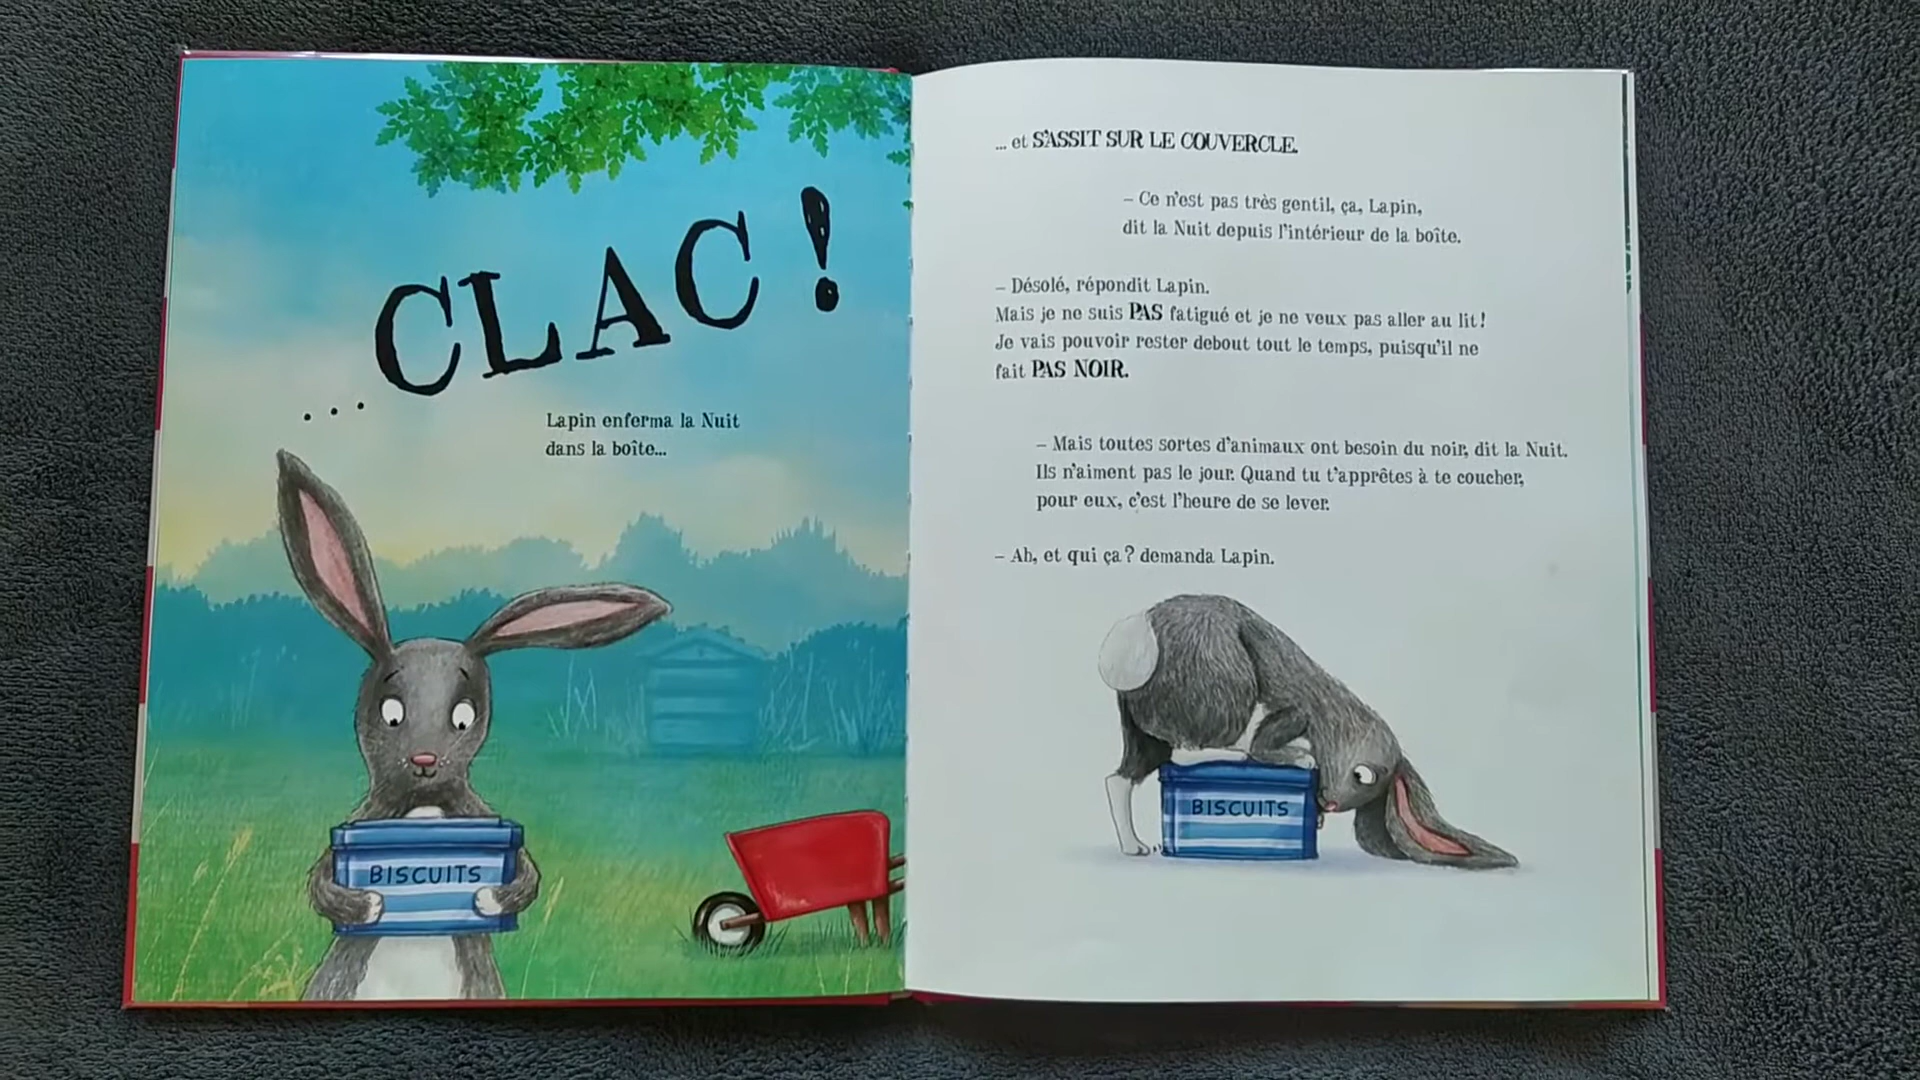 ... CLAC !
Lapin enferma la Nuit
dans la boîte...
BISCUITS
... et S'ASSIT SUR LE COUVERCLE.
– Ce n'est pas très gentil, ça, Lapin,
dit la Nuit depuis l'intérieur de la boîte.
– Désolé, répondit Lapin.
Mais je ne suis PAS fatigué et je ne veux pas aller au lit !
Je vais pouvoir rester debout tout le temps, puisqu'il ne
fait PAS NOIR.
– Mais toutes sortes d'animaux ont besoin du noir, dit la Nuit.
Ils n'aiment pas le jour. Quand tu t'apprêtes à te coucher,
pour eux, c'est l'heure de se lever.
– Ah, et qui ça ? demanda Lapin.
BISCUITS